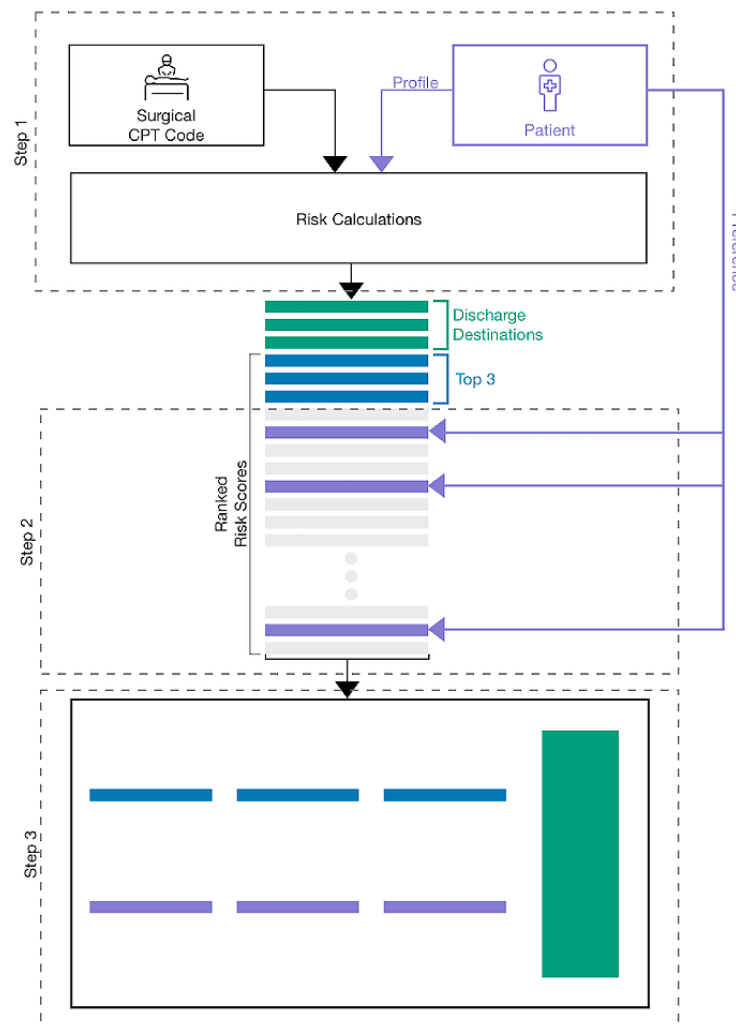 Step 1
Surgical
CPT Code
Profile
Patient
Risk Calculations
Discharge
Destinations
Top 3
Ranked
Risk Scores
Step 2
Step 3